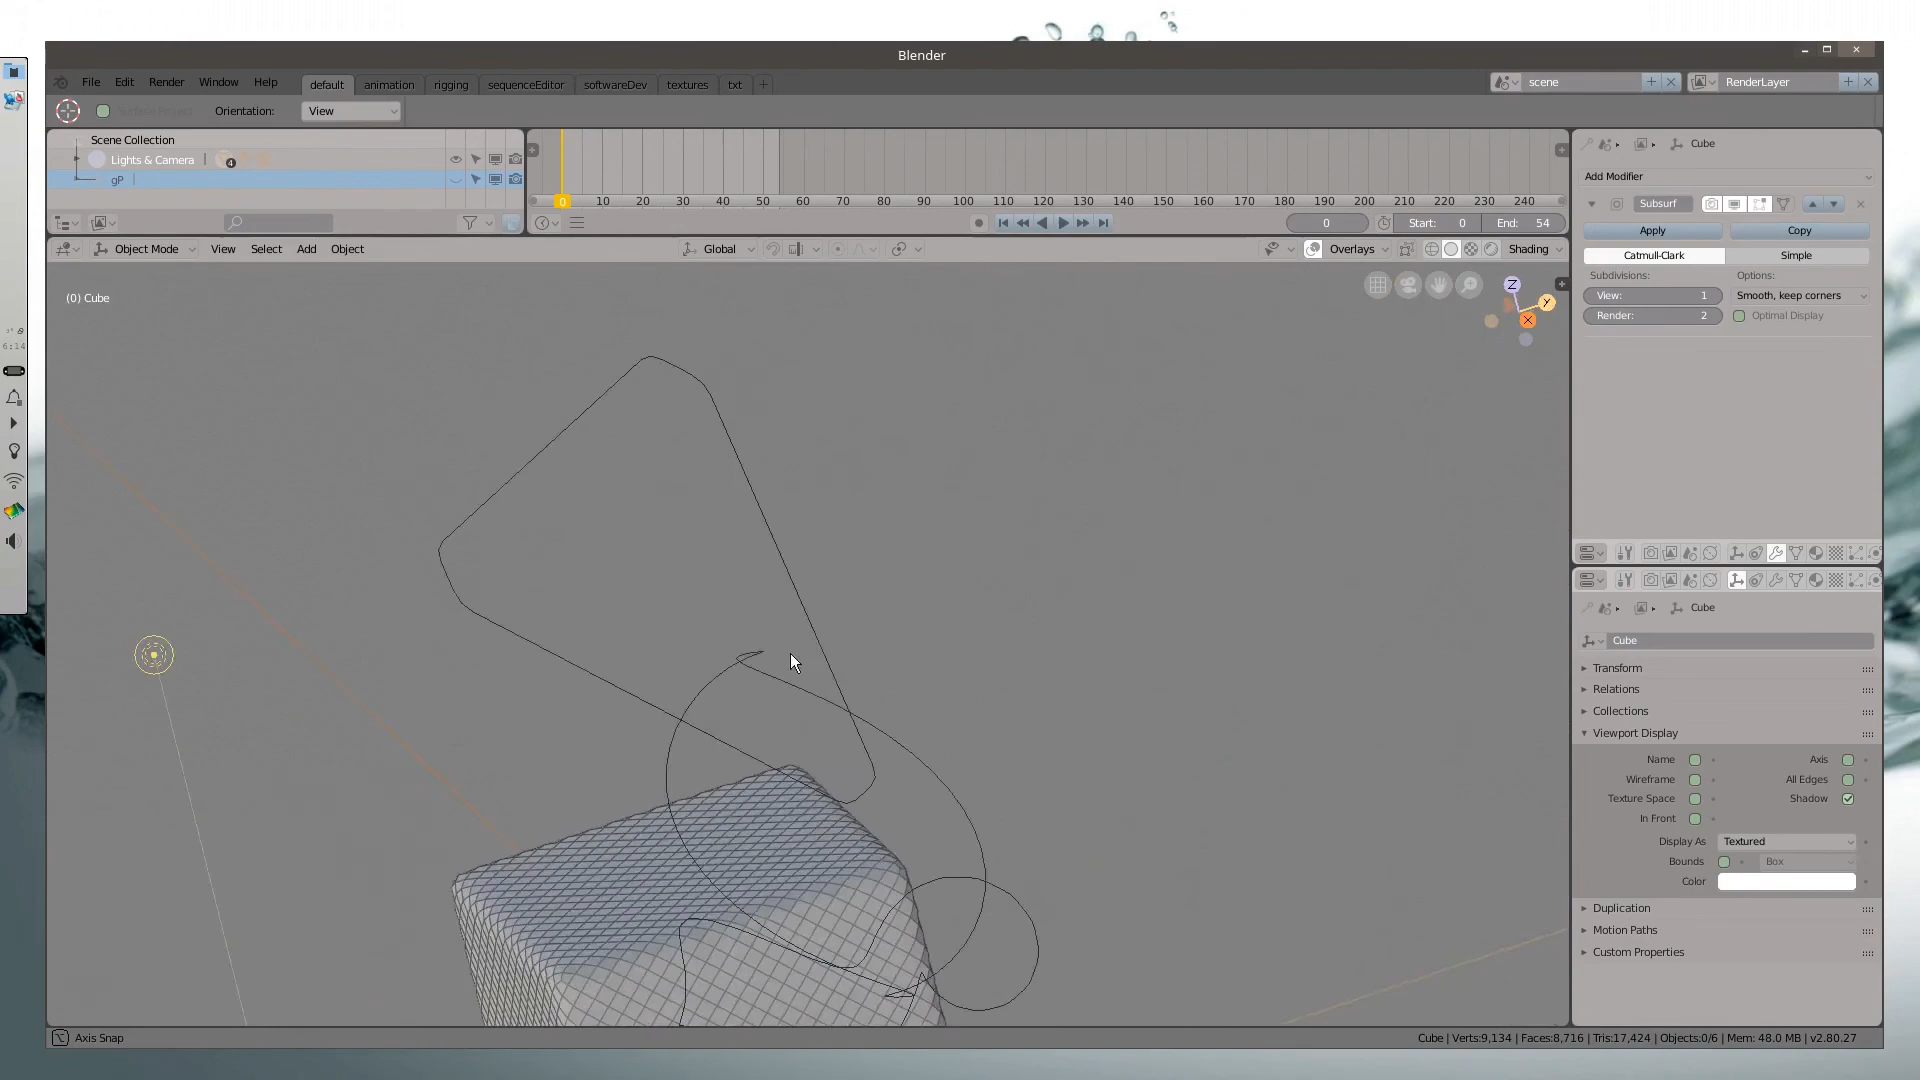 Blender
File Edit Render Window Help default animation rigging sequenceEditor softwareDev textures txt + scene RenderLayer
Surface Project Orientation: View
Scene Collection
Lights & Camera 4
gP
0 10 20 30 40 50 60 70 80 90 100 110 120 130 140 150 160 170 180 190 200 210 220 230 240
0 Start: 0 End: 54
Object Mode View Select Add Object Global Overlays Shading
(0) Cube
Z
Y
X
Cube
Add Modifier
Subsurf
Apply Copy
Catmull-Clark Simple
Subdivisions: Options:
View: 1 Smooth, keep corners
Render: 2 Optimal Display
Cube
Cube
Transform
Relations
Collections
Viewport Display
Name Axis
Wireframe All Edges
Texture Space Shadow
In Front
Display As Textured
Bounds Box
Color
Duplication
Motion Paths
Custom Properties
6:14
Axis Snap
Cube | Verts:9,134 | Faces:8,716 | Tris:17,424 | Objects:0/6 | Mem: 48.0 MB | v2.80.27